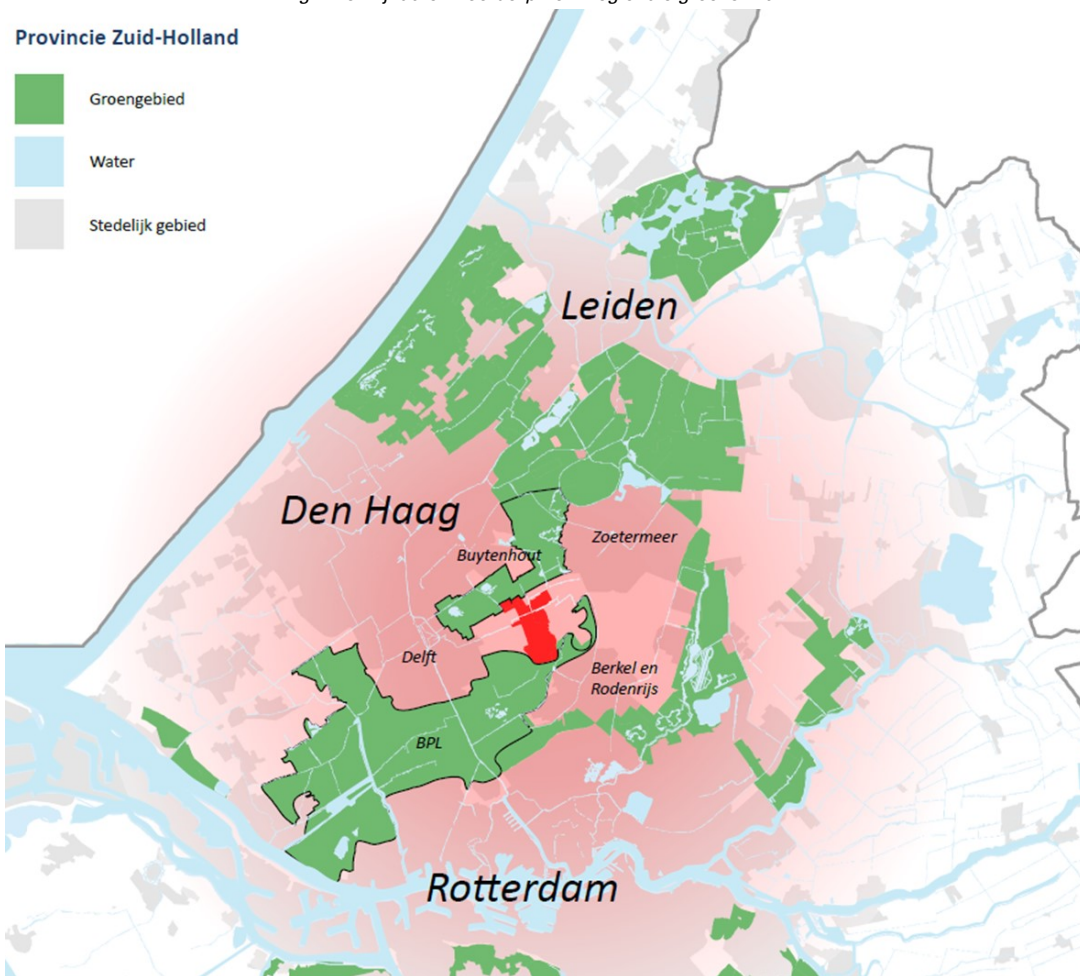 Provincie Zuid-Holland
Groengebied
Water
Stedelijk gebied
Leiden
Den Haag
Zoetermeer
Buytenhout
Delft
Berkel en
Rodenrijs
BPL
Rotterdam